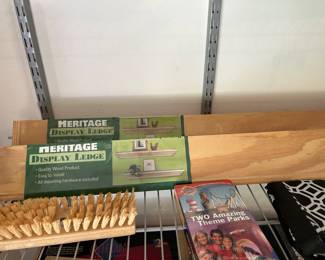 HERITAGE
DISPLAY LEDGE
HERITAGE
DISPLAY LEDGE
• Quality Wood Product
• Easy to Install
• All mounting hardware included
TWO Amazing
Theme Parks